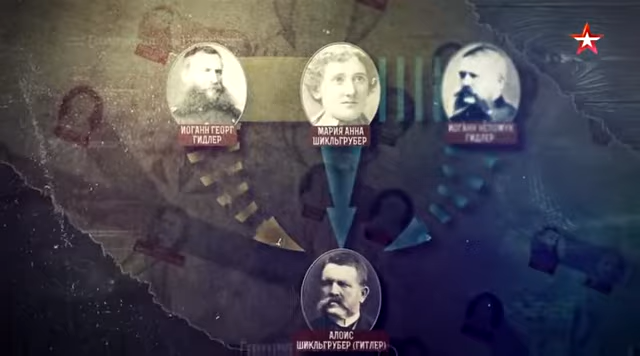 ИОГАНН ГЕОРГ
ГИДЛЕР
МАРИЯ АННА
ШИКЛЬГРУБЕР
ИОГАНН НЕПОМУК
ГИДЛЕР
АЛОИС
ШИКЛЬГРУБЕР (ГИТЛЕР)